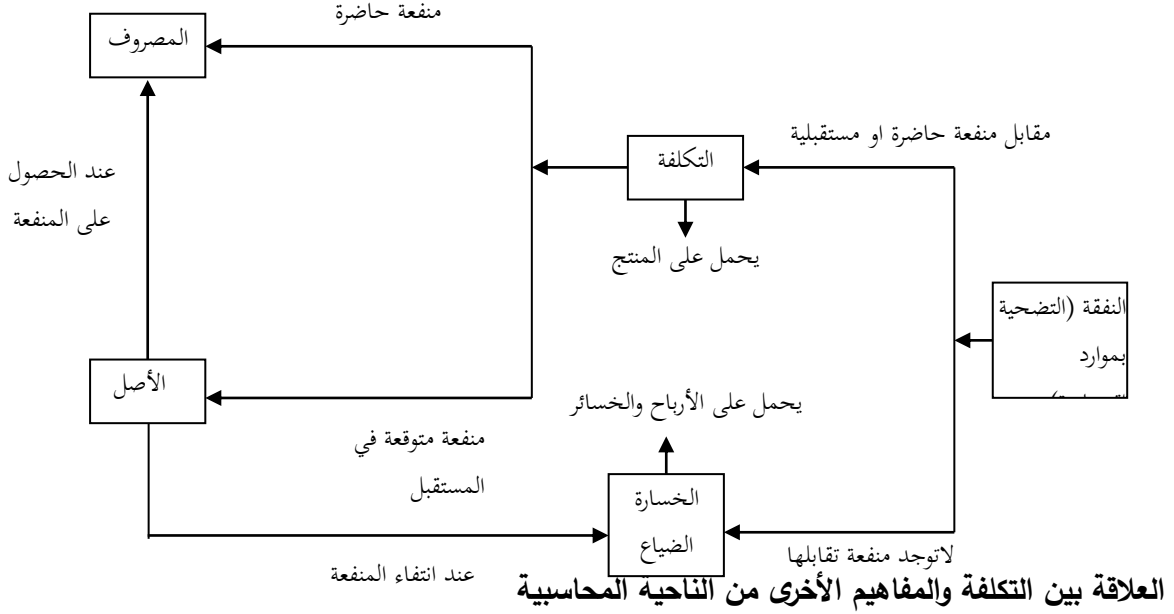 منفعة حاضرة
المصروف
مقابل منفعة حاضرة او مستقبلية
التكلفة
عند الحصول
على المنفعة
يحمل على المنتج
النفقة (التضحية
بموارد
الأصل
يحمل على الأرباح والخسائر
منفعة متوقعة في
المستقبل
الخسارة
الضياع
لاتوجد منفعة تقابلها
عند انتفاء المنفعة
العلاقة بين التكلفة والمفاهيم الأخرى من الناحية المحاسبية